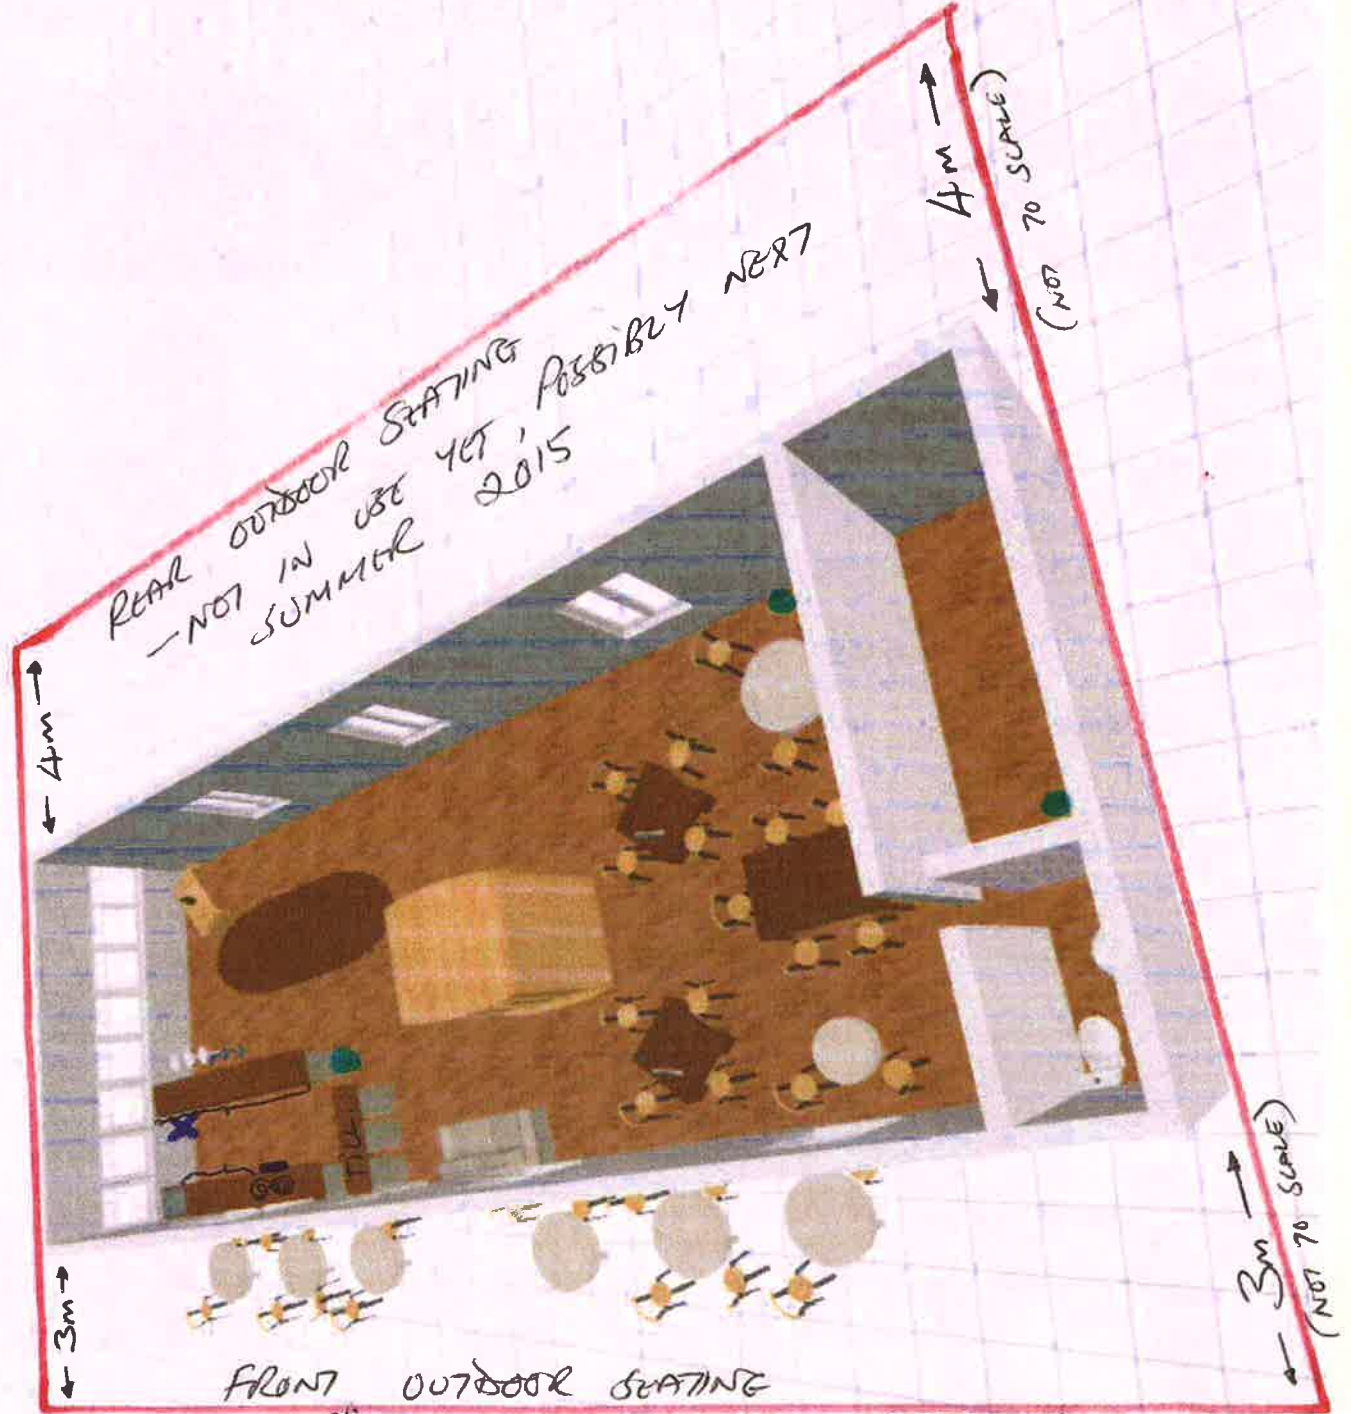 4m
(NOT TO SCALE)
REAR OUTDOOR SEATING
- NOT IN USE YET, POSSIBLY NEXT
SUMMER 2015
4m
TILL
3m
(NOT TO SCALE)
3m
FRONT OUTDOOR SEATING